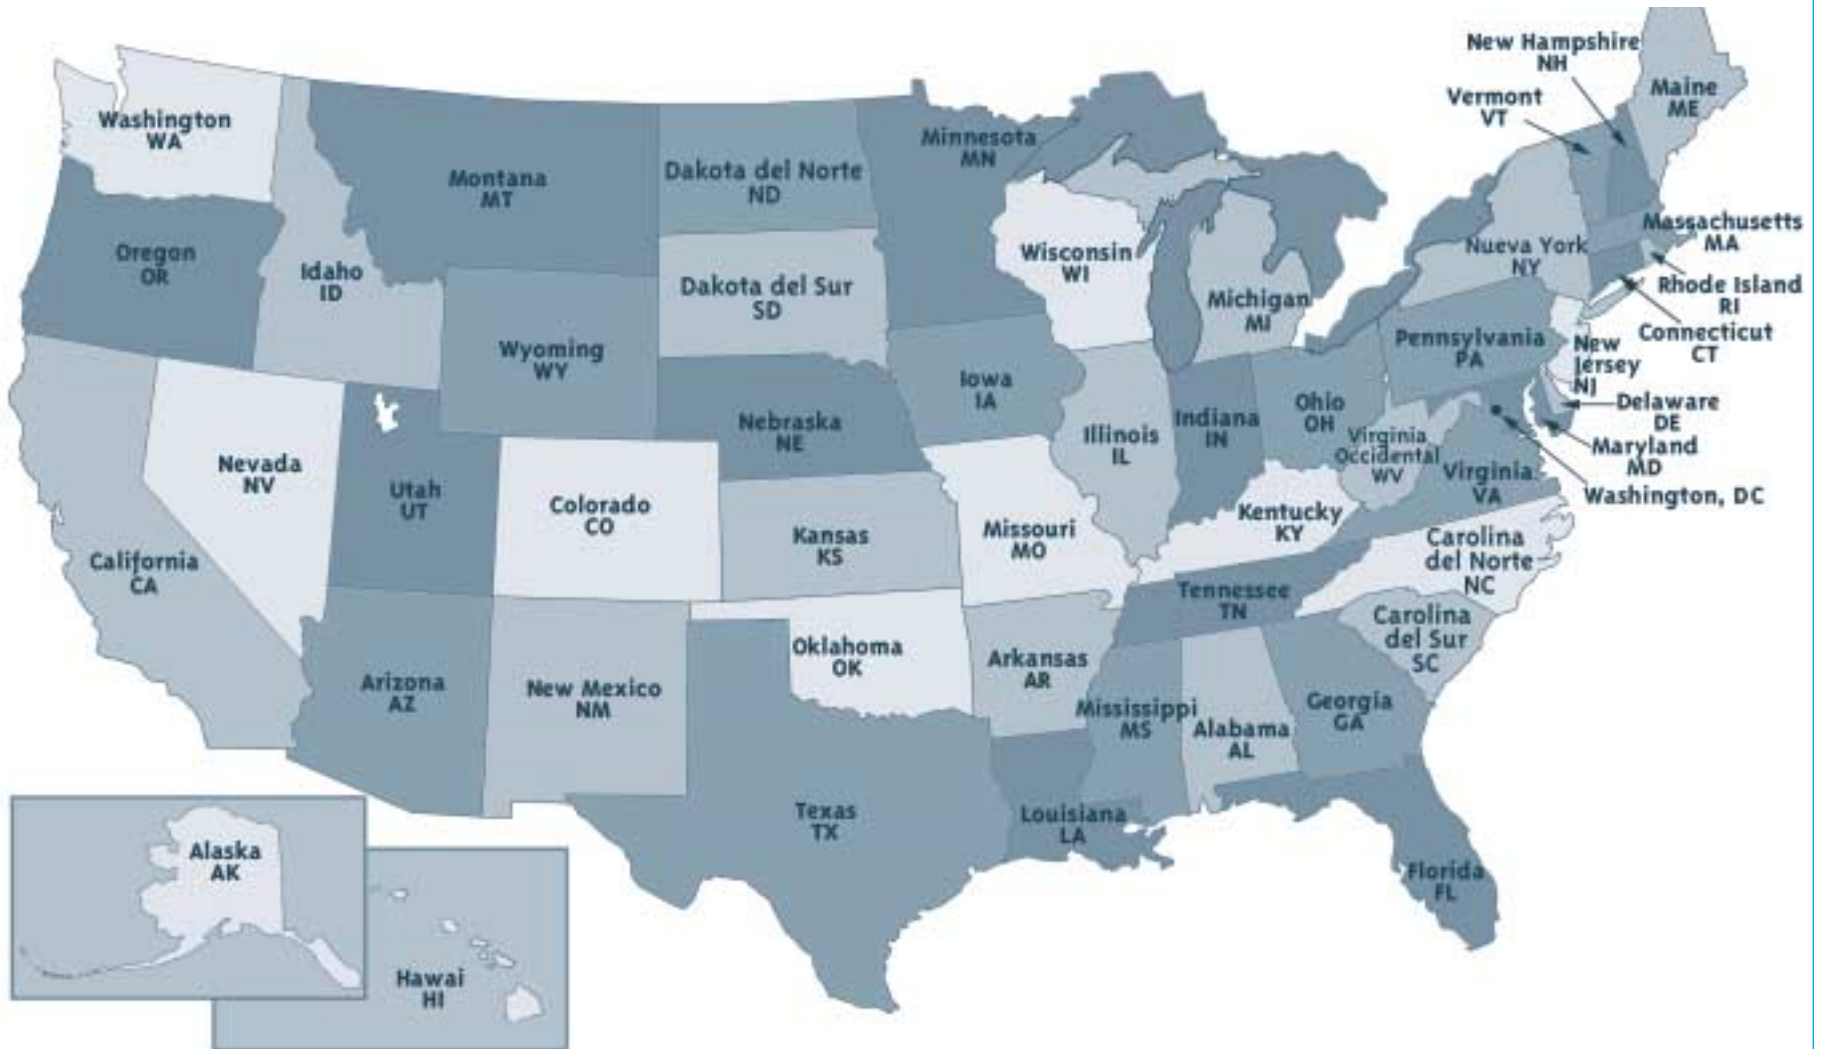 New Hampshire
NH
Maine
ME
Vermont
VT
Washington
WA
Minnesota
MN
Montana
MT
Dakota del Norte
ND
Oregon
OR
Idaho
ID
Wisconsin
WI
Nueva York
NY
Massachusetts
MA
Dakota del Sur
SD
Michigan
MI
Rhode Island
RI
Wyoming
WY
Pennsylvania
PA
Connecticut
CT
New
Jersey
NJ
Iowa
IA
Nebraska
NE
Illinois
IL
Indiana
IN
Ohio
OH
Delaware
DE
Virginia
Occidental
WV
Maryland
MD
Virginia
VA
Washington, DC
Nevada
NV
Utah
UT
Colorado
CO
Kansas
KS
Missouri
MO
Kentucky
KY
Carolina
del Norte
NC
California
CA
Tennessee
TN
Carolina
del Sur
SC
Oklahoma
OK
Arkansas
AR
Arizona
AZ
New Mexico
NM
Mississippi
MS
Alabama
AL
Georgia
GA
Texas
TX
Louisiana
LA
Alaska
AK
Florida
FL
Hawai
HI